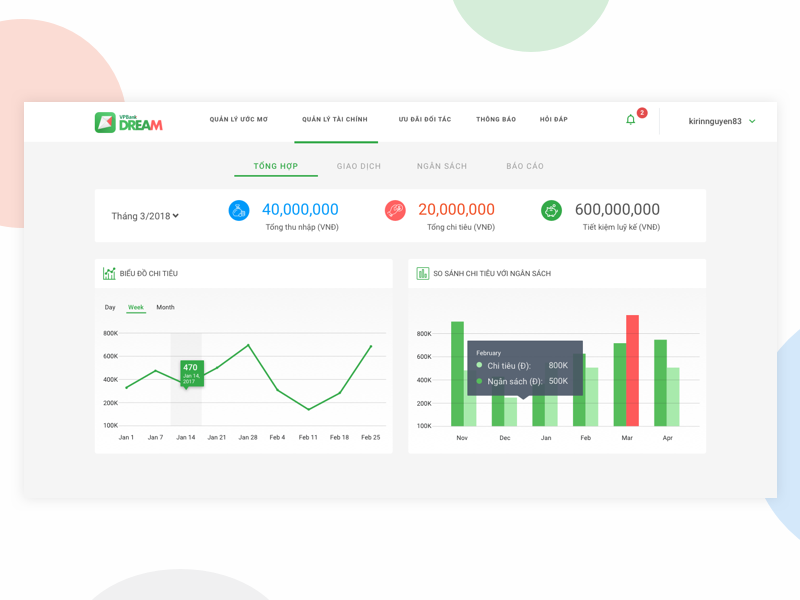 VPBank
DREAM
QUẢN LÝ ƯỚC MƠ
QUẢN LÝ TÀI CHÍNH
ƯU ĐÃI ĐỐI TÁC
THÔNG BÁO
HỎI ĐÁP
2
kirinnguyen83
TỔNG HỢP
GIAO DỊCH
NGÂN SÁCH
BÁO CÁO
Tháng 3/2018
40,000,000
Tổng thu nhập (VNĐ)
20,000,000
Tổng chi tiêu (VNĐ)
600,000,000
Tiết kiệm luỹ kế (VNĐ)
BIỂU ĐỒ CHI TIÊU
Day Week Month
800K
600K
400K
200K
100K
470
Jan 14,
2017
Jan 1 Jan 7 Jan 14 Jan 21 Jan 28 Feb 4 Feb 11 Feb 18 Feb 25
SO SÁNH CHI TIÊU VỚI NGÂN SÁCH
800K
600K
400K
200K
100K
February
Chi tiêu (Đ): 800K
Ngân sách (Đ): 500K
Nov Dec Jan Feb Mar Apr